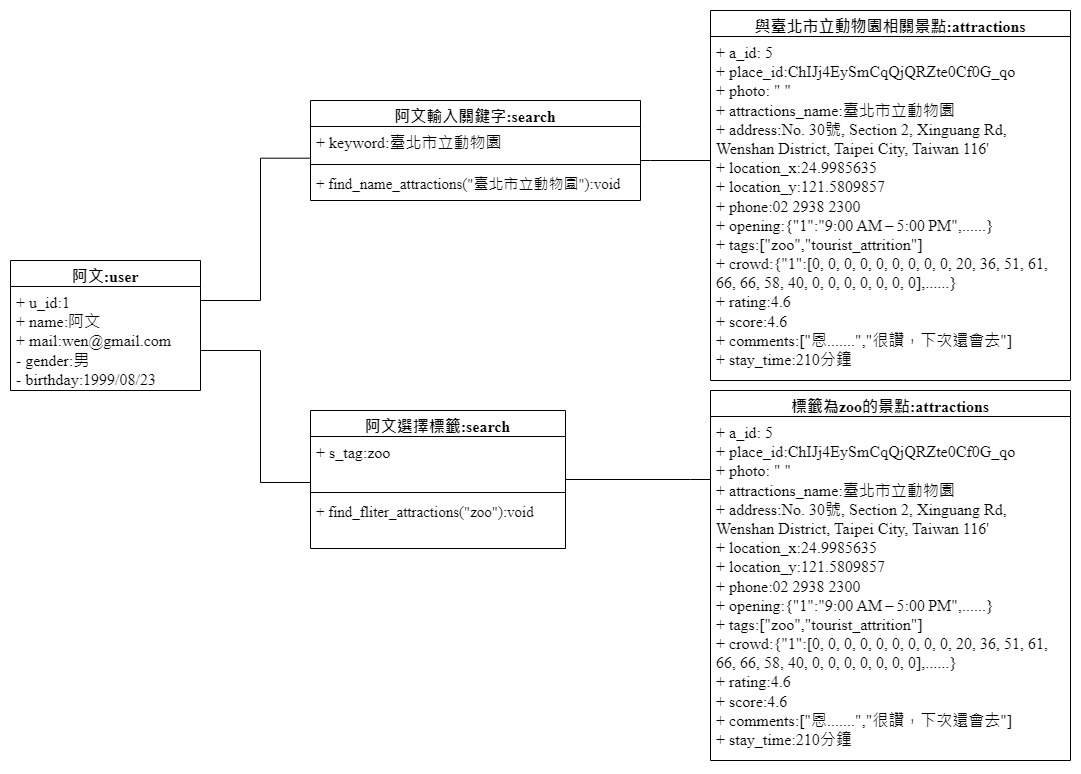 阿文:user
+ u_id:1
+ name:阿文
+ mail:wen@gmail.com
- gender:男
- birthday:1999/08/23
阿文輸入關鍵字:search
+ keyword:臺北市立動物園
+ find_name_attractions("臺北市立動物園"):void
阿文選擇標籤:search
+ s_tag:zoo
+ find_fliter_attractions("zoo"):void
與臺北市立動物園相關景點:attractions
+ a_id: 5
+ place_id:ChIJj4EySmCqQjQRZte0Cf0G_qo
+ photo: " "
+ attractions_name:臺北市立動物園
+ address:No. 30號, Section 2, Xinguang Rd,
Wenshan District, Taipei City, Taiwan 116'
+ location_x:24.9985635
+ location_y:121.5809857
+ phone:02 2938 2300
+ opening:{"1":"9:00 AM – 5:00 PM",......}
+ tags:["zoo","tourist_attrition"]
+ crowd:{"1":[0, 0, 0, 0, 0, 0, 0, 0, 0, 20, 36, 51, 61,
66, 66, 58, 40, 0, 0, 0, 0, 0, 0, 0],......}
+ rating:4.6
+ score:4.6
+ comments:["恩.......","很讚，下次還會去"]
+ stay_time:210分鐘
標籤為zoo的景點:attractions
+ a_id: 5
+ place_id:ChIJj4EySmCqQjQRZte0Cf0G_qo
+ photo: " "
+ attractions_name:臺北市立動物園
+ address:No. 30號, Section 2, Xinguang Rd,
Wenshan District, Taipei City, Taiwan 116'
+ location_x:24.9985635
+ location_y:121.5809857
+ phone:02 2938 2300
+ opening:{"1":"9:00 AM – 5:00 PM",......}
+ tags:["zoo","tourist_attrition"]
+ crowd:{"1":[0, 0, 0, 0, 0, 0, 0, 0, 0, 20, 36, 51, 61,
66, 66, 58, 40, 0, 0, 0, 0, 0, 0, 0],......}
+ rating:4.6
+ score:4.6
+ comments:["恩.......","很讚，下次還會去"]
+ stay_time:210分鐘